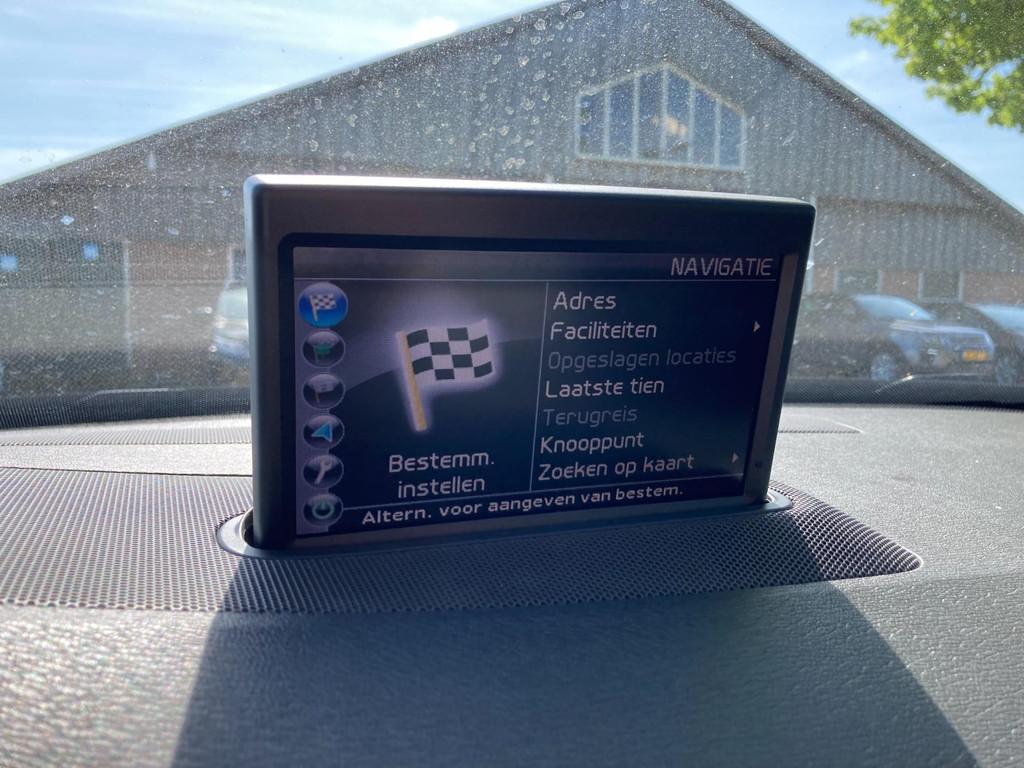 NAVIGATIE
Adres
Faciliteiten
Opgeslagen locaties
Laatste tien
Terugreis
Knooppunt
Zoeken op kaart
Bestemm.
instellen
Altern. voor aangeven van bestem.